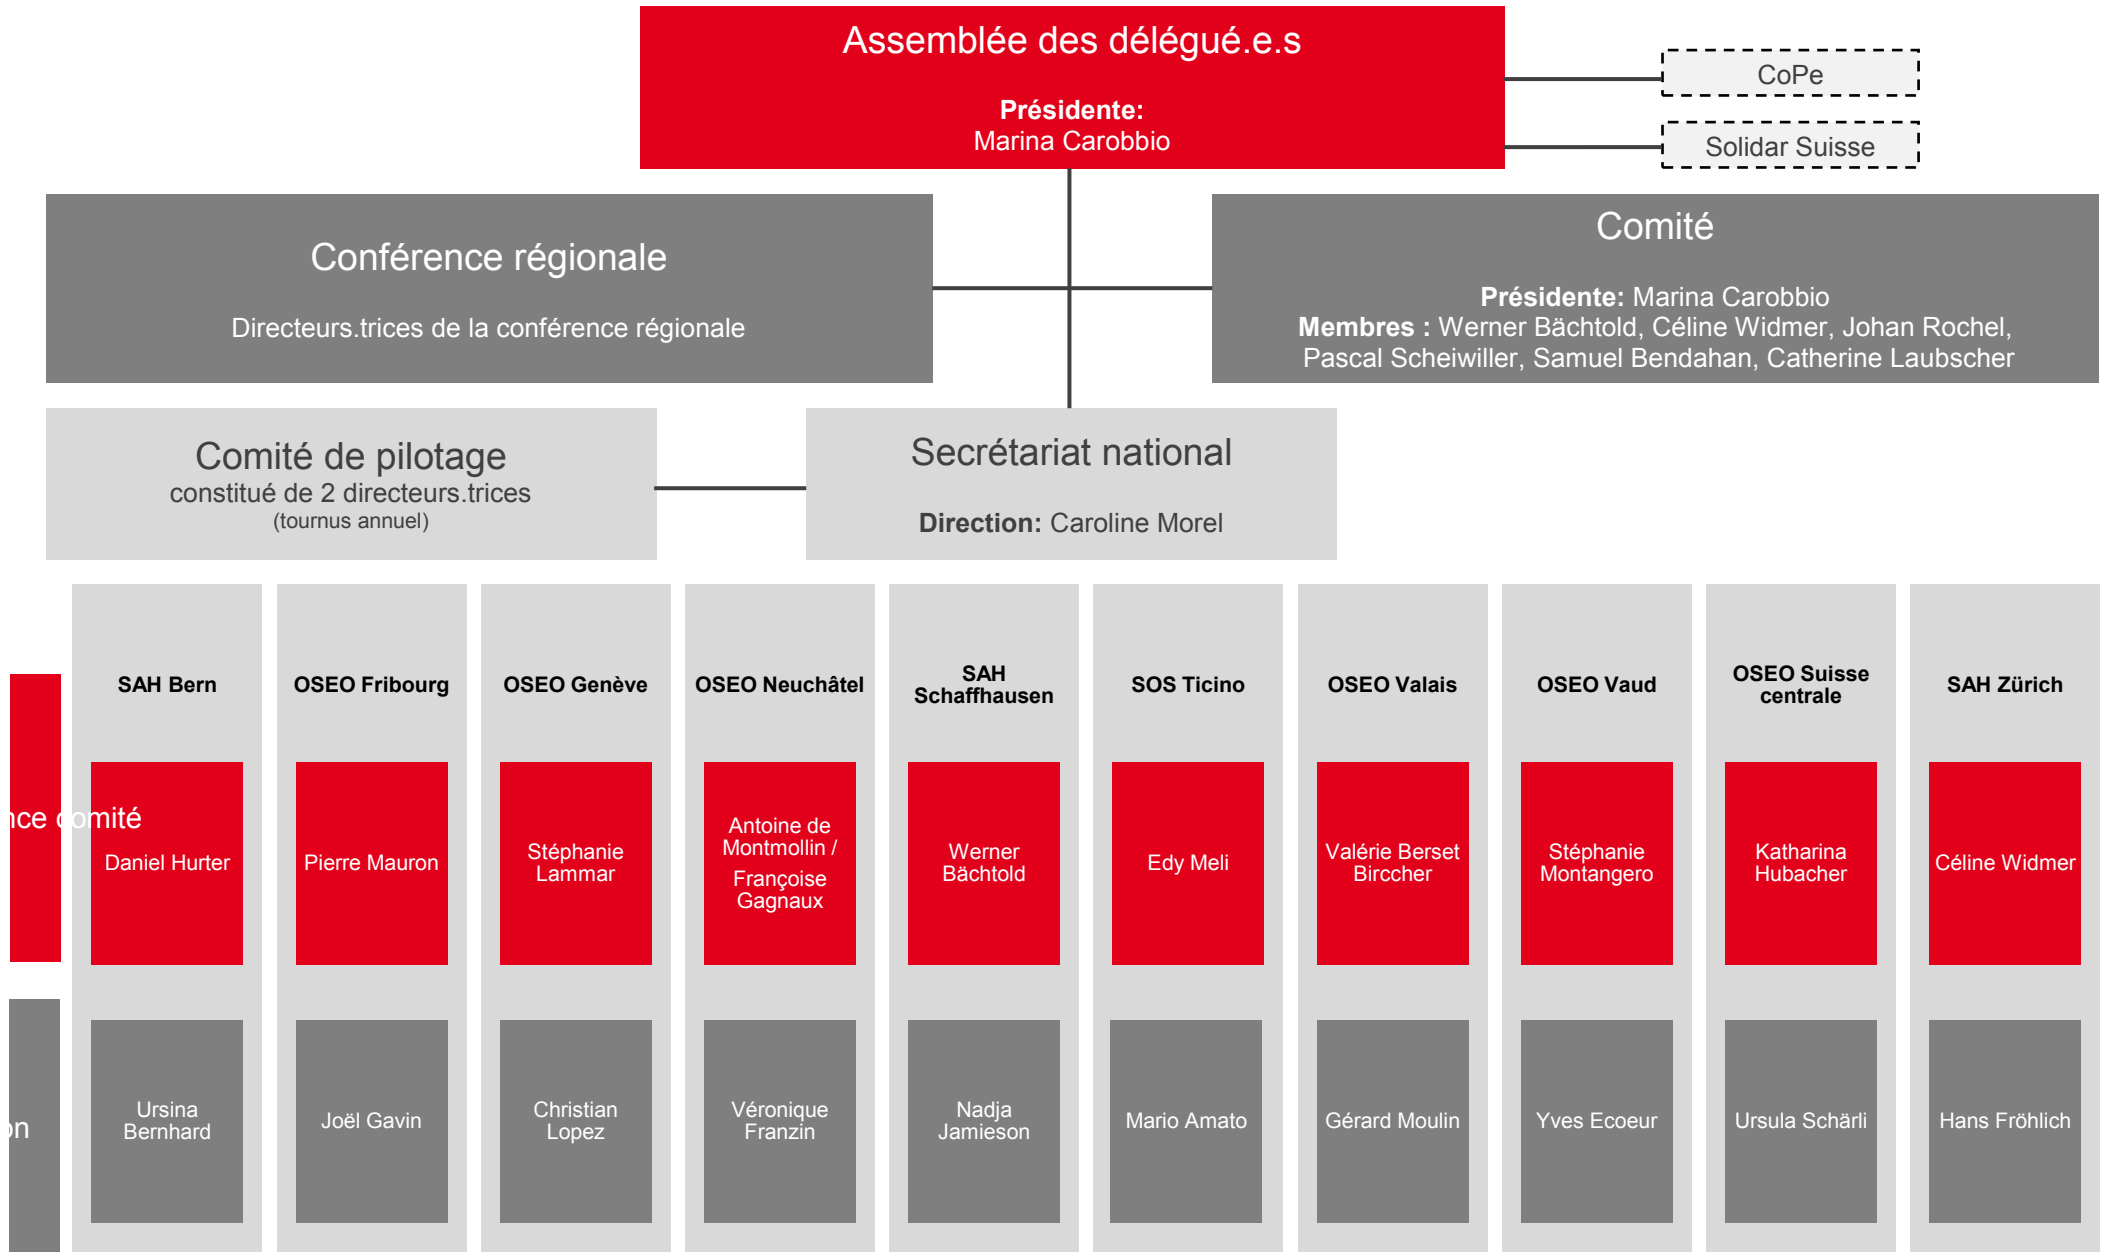 Assemblée des délégué.e.s
Présidente:
Marina Carobbio
CoPe
Solidar Suisse
Conférence régionale
Directeurs.trices de la conférence régionale
Comité
Présidente: Marina Carobbio
Membres : Werner Bächtold, Céline Widmer, Johan Rochel,
Pascal Scheiwiller, Samuel Bendahan, Catherine Laubscher
Comité de pilotage
constitué de 2 directeurs.trices
(tournus annuel)
Secrétariat national
Direction: Caroline Morel
SAH Bern
OSEO Fribourg
OSEO Genève
OSEO Neuchâtel
SAH
Schaffhausen
SOS Ticino
OSEO Valais
OSEO Vaud
OSEO Suisse
centrale
SAH Zürich
comité
Daniel Hurter
Pierre Mauron
Stéphanie
Lammar
Antoine de
Montmollin /
Françoise
Gagnaux
Werner
Bächtold
Edy Meli
Valérie Berset
Birccher
Stéphanie
Montangero
Katharina
Hubacher
Céline Widmer
Ursina
Bernhard
Joël Gavin
Christian
Lopez
Véronique
Franzin
Nadja
Jamieson
Mario Amato
Gérard Moulin
Yves Ecoeur
Ursula Schärli
Hans Fröhlich